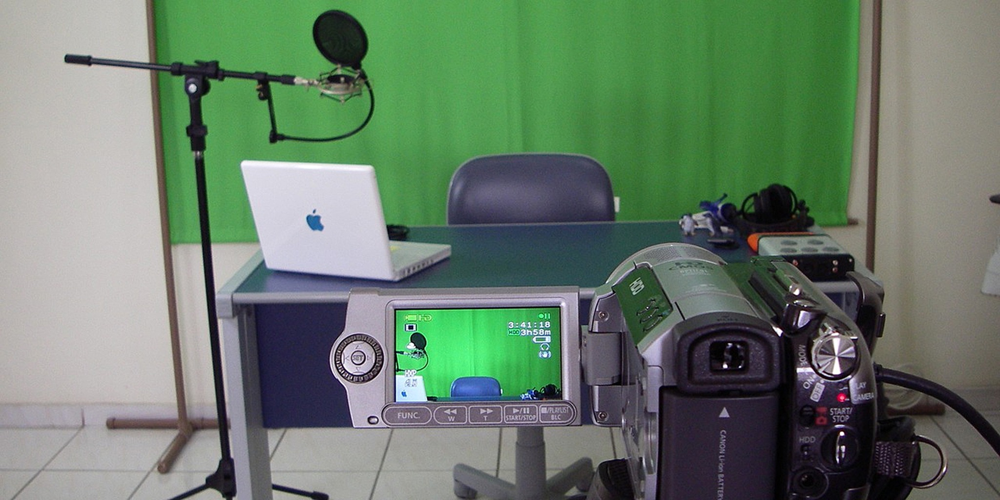 HD
3:41:18
HDD 3h58m
HXP
SET
FUNC.
W
T
START/STOP
/PLAYLIST
BLC
HDD
MODE
ON
PLAY
CAMERA
START/
STOP
HDD
CANON Li-Ion BATTERY